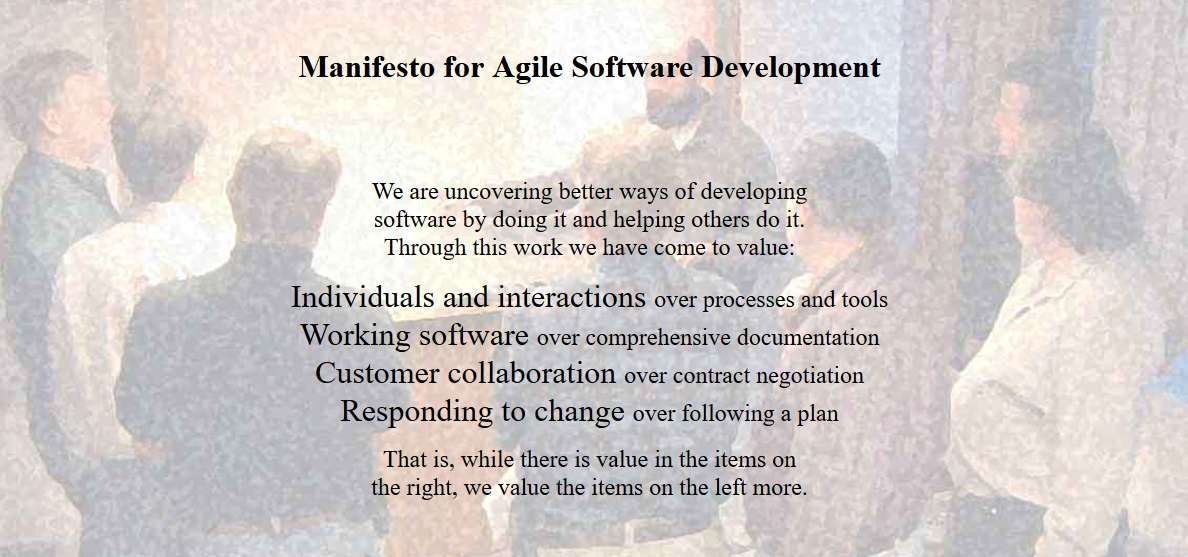 Manifesto for Agile Software Development
We are uncovering better ways of developing
software by doing it and helping others do it.
Through this work we have come to value:
Individuals and interactions over processes and tools
Working software over comprehensive documentation
Customer collaboration over contract negotiation
Responding to change over following a plan
That is, while there is value in the items on
the right, we value the items on the left more.